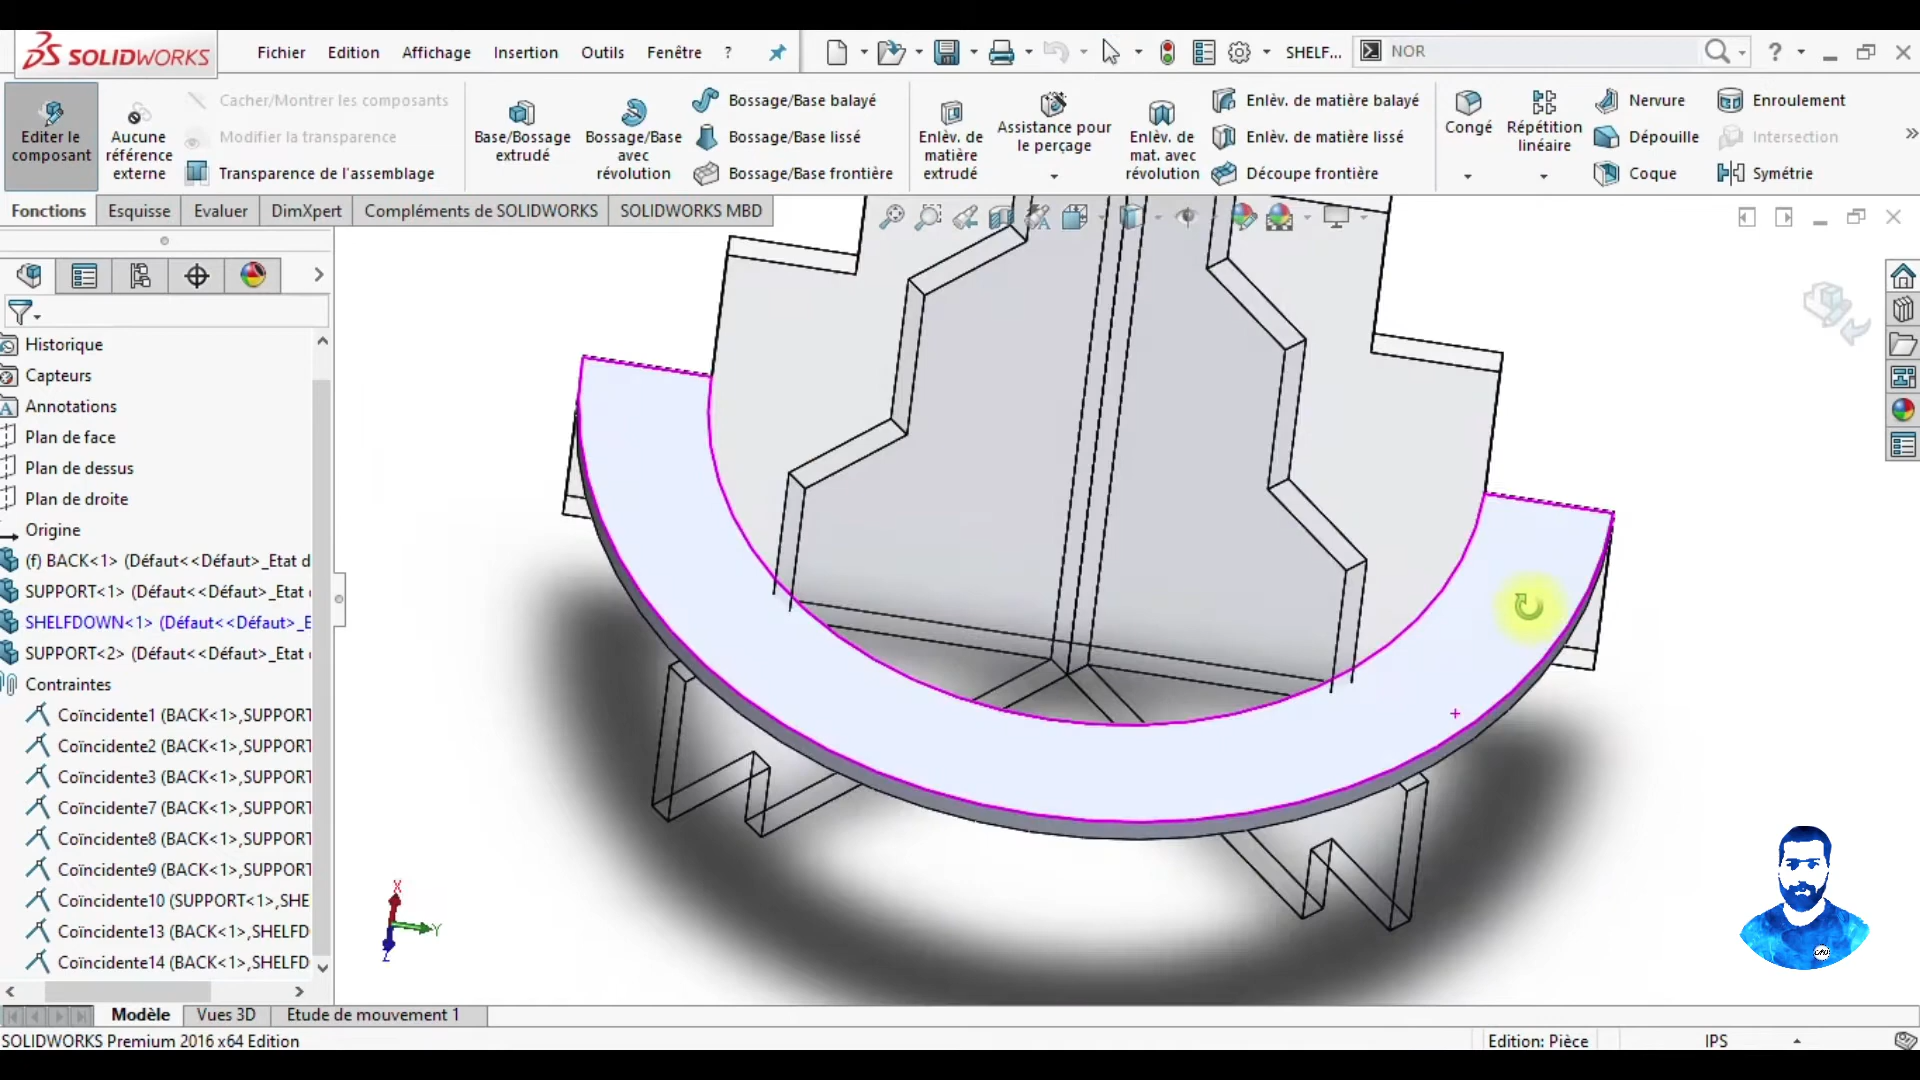 SOLIDWORKS Fichier Edition Affichage Insertion Outils Fenêtre ? SHELF... NOR ?
Editer le composant
Aucune référence externe
Cacher/Montrer les composants
Modifier la transparence
Transparence de l'assemblage
Base/Bossage extrudé
Bossage/Base avec révolution
Bossage/Base balayé
Bossage/Base lissé
Bossage/Base frontière
Enlèv. de matière extrudé
Assistance pour le perçage
Enlèv. de mat. avec révolution
Enlèv. de matière balayé
Enlèv. de matière lissé
Découpe frontière
Congé
Répétition linéaire
Nervure
Dépouille
Coque
Enroulement
Intersection
Symétrie
Fonctions Esquisse Evaluer DimXpert Compléments de SOLIDWORKS SOLIDWORKS MBD
Historique
Capteurs
Annotations
Plan de face
Plan de dessus
Plan de droite
Origine
(f) BACK<1> (Défaut<<Défaut>_Etat d
SUPPORT<1> (Défaut<<Défaut>_Etat
SHELFDOWN<1> (Défaut<<Défaut>_E
SUPPORT<2> (Défaut<<Défaut>_Etat
Contraintes
Coïncidente1 (BACK<1>,SUPPORT
Coïncidente2 (BACK<1>,SUPPORT
Coïncidente3 (BACK<1>,SUPPORT
Coïncidente7 (BACK<1>,SUPPORT
Coïncidente8 (BACK<1>,SUPPORT
Coïncidente9 (BACK<1>,SUPPORT
Coïncidente10 (SUPPORT<1>,SHE
Coïncidente13 (BACK<1>,SHELFD
Coïncidente14 (BACK<1>,SHELFD
X
Y
Z
Modèle Vues 3D Etude de mouvement 1
SOLIDWORKS Premium 2016 x64 Edition Edition: Pièce IPS